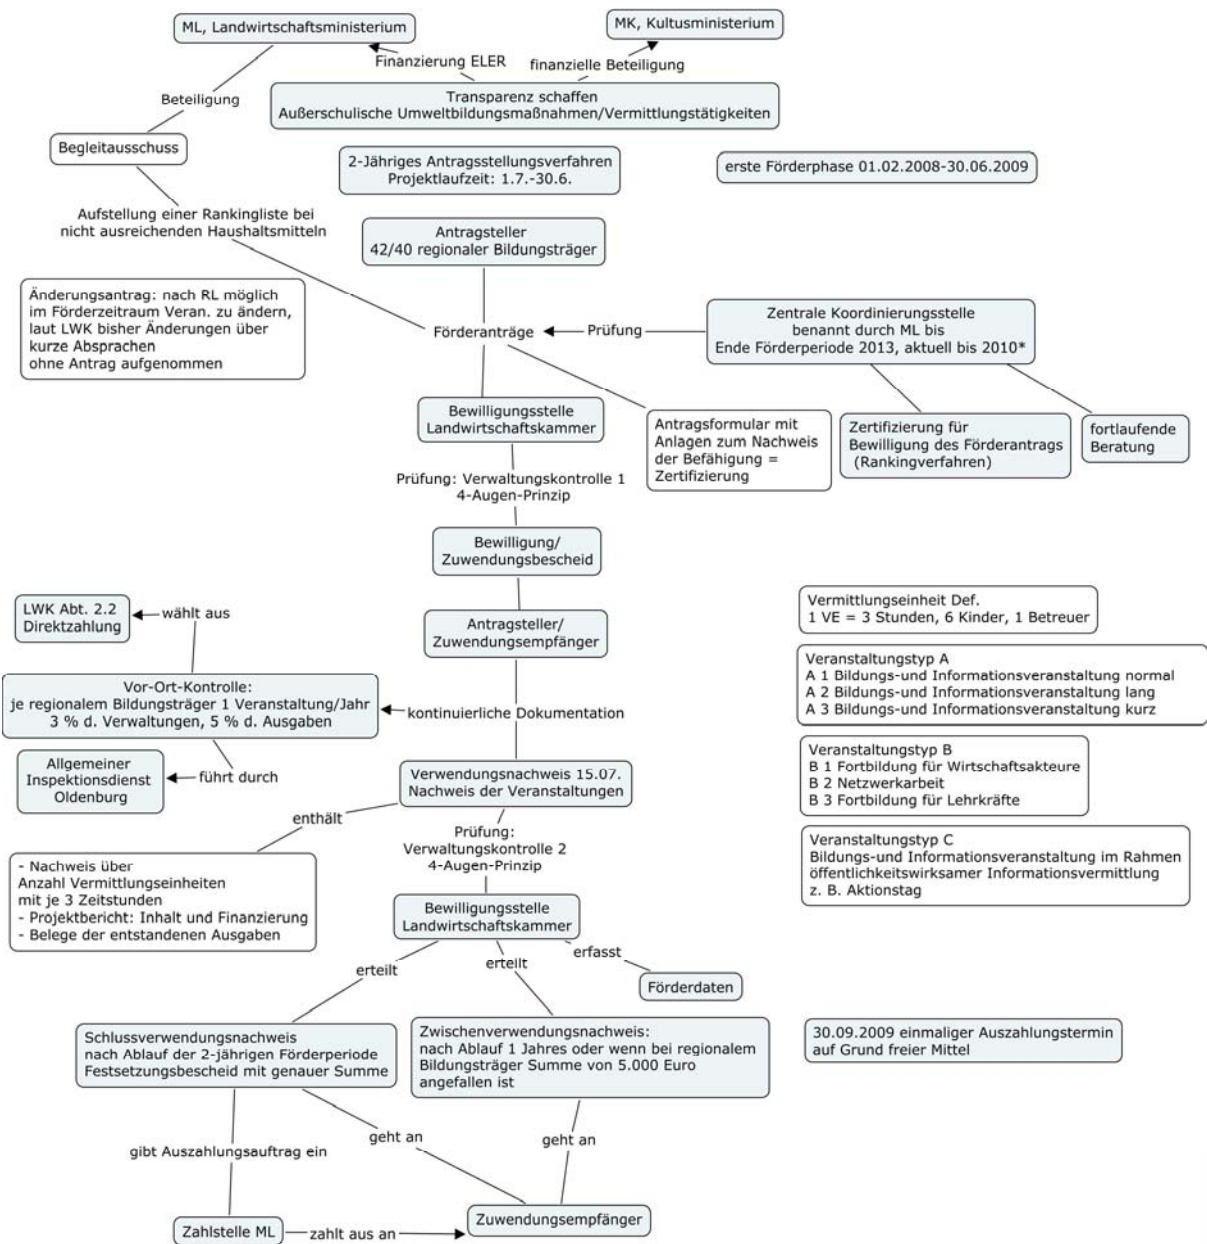 ML, Landwirtschaftsministerium
MK, Kultusministerium
Finanzierung ELER
finanzielle Beteiligung
Transparenz schaffen
Außerschulische Umweltbildungsmaßnahmen/Vermittlungstätigkeiten
Beteiligung
Begleitausschuss
2-Jähriges Antragsstellungsverfahren
Projektlaufzeit: 1.7.-30.6.
erste Förderphase 01.02.2008-30.06.2009
Aufstellung einer Rankingliste bei
nicht ausreichenden Haushaltsmitteln
Antragsteller
42/40 regionaler Bildungsträger
Änderungsantrag: nach RL möglich
im Förderzeitraum Veran. zu ändern,
laut LWK bisher Änderungen über
kurze Absprachen
ohne Antrag aufgenommen
Förderanträge
Prüfung
Zentrale Koordinierungsstelle
benannt durch ML bis
Ende Förderperiode 2013, aktuell bis 2010*
Bewilligungsstelle
Landwirtschaftskammer
Antragsformular mit
Anlagen zum Nachweis
der Befähigung =
Zertifizierung
Zertifizierung für
Bewilligung des Förderantrags
(Rankingverfahren)
fortlaufende
Beratung
Prüfung: Verwaltungskontrolle 1
4-Augen-Prinzip
Bewilligung/
Zuwendungsbescheid
LWK Abt. 2.2
Direktzahlung
wählt aus
Antragsteller/
Zuwendungsempfänger
Vermittlungseinheit Def.
1 VE = 3 Stunden, 6 Kinder, 1 Betreuer
Veranstaltungstyp A
A 1 Bildungs-und Informationsveranstaltung normal
A 2 Bildungs-und Informationsveranstaltung lang
A 3 Bildungs-und Informationsveranstaltung kurz
Vor-Ort-Kontrolle:
je regionalem Bildungsträger 1 Veranstaltung/Jahr
3 % d. Verwaltungen, 5 % d. Ausgaben
kontinuierliche Dokumentation
Allgemeiner
Inspektionsdienst
Oldenburg
führt durch
Verwendungsnachweis 15.07.
Nachweis der Veranstaltungen
Veranstaltungstyp B
B 1 Fortbildung für Wirtschaftsakteure
B 2 Netzwerkarbeit
B 3 Fortbildung für Lehrkräfte
enthält
Prüfung:
Verwaltungskontrolle 2
4-Augen-Prinzip
Veranstaltungstyp C
Bildungs-und Informationsveranstaltung im Rahmen
öffentlichkeitswirksamer Informationsvermittlung
z. B. Aktionstag
- Nachweis über
Anzahl Vermittlungseinheiten
mit je 3 Zeitstunden
- Projektbericht: Inhalt und Finanzierung
- Belege der entstandenen Ausgaben
Bewilligungsstelle
Landwirtschaftskammer
erteilt
erteilt
erfasst
Förderdaten
Schlussverwendungsnachweis
nach Ablauf der 2-jährigen Förderperiode
Festsetzungsbescheid mit genauer Summe
Zwischenverwendungsnachweis:
nach Ablauf 1 Jahres oder wenn bei regionalem
Bildungsträger Summe von 5.000 Euro
angefallen ist
30.09.2009 einmaliger Auszahlungstermin
auf Grund freier Mittel
gibt Auszahlungsauftrag ein
geht an
geht an
Zahlstelle ML
zahlt aus an
Zuwendungsempfänger